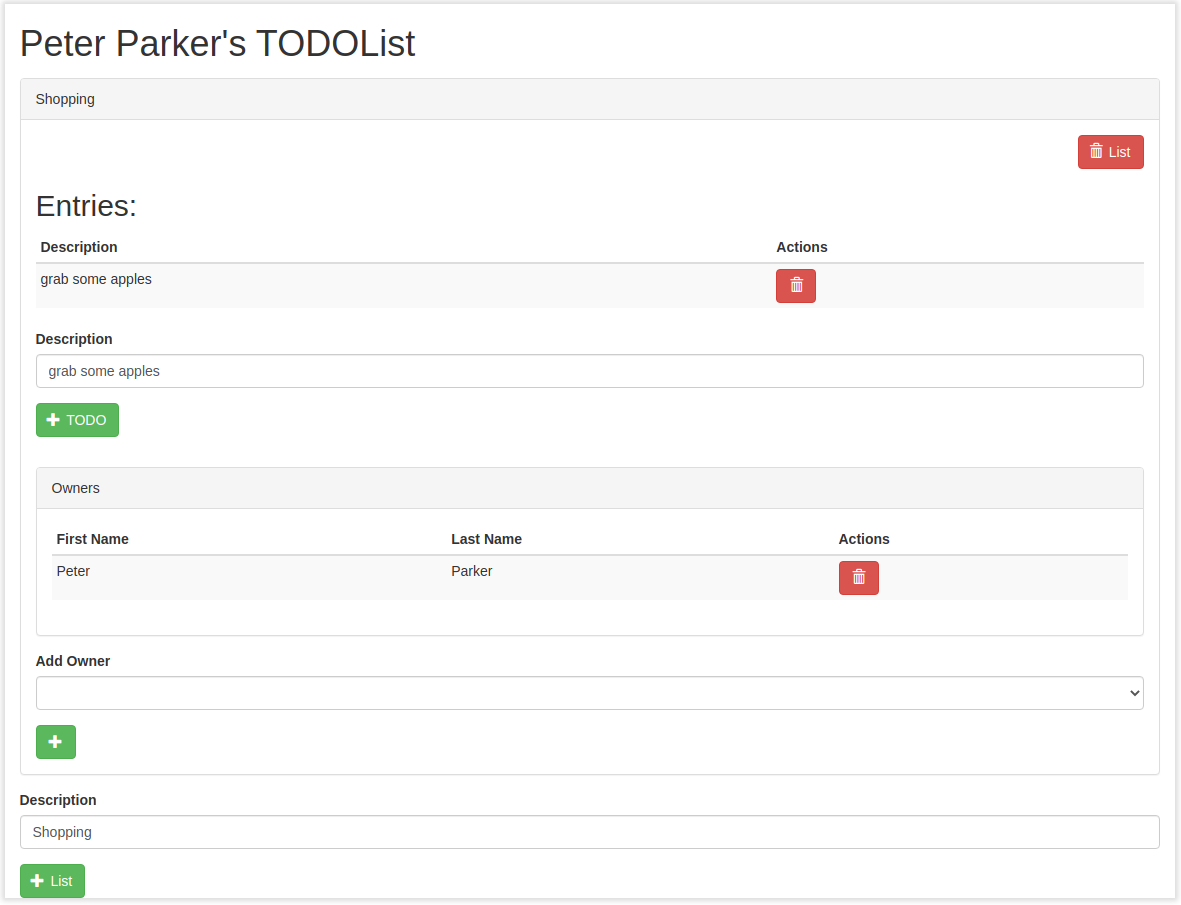 Peter Parker's TODOList
Shopping
List
Entries:
Description Actions
grab some apples
Description
grab some apples
TODO
Owners
First Name Last Name Actions
Peter Parker
Add Owner
Description
Shopping
List